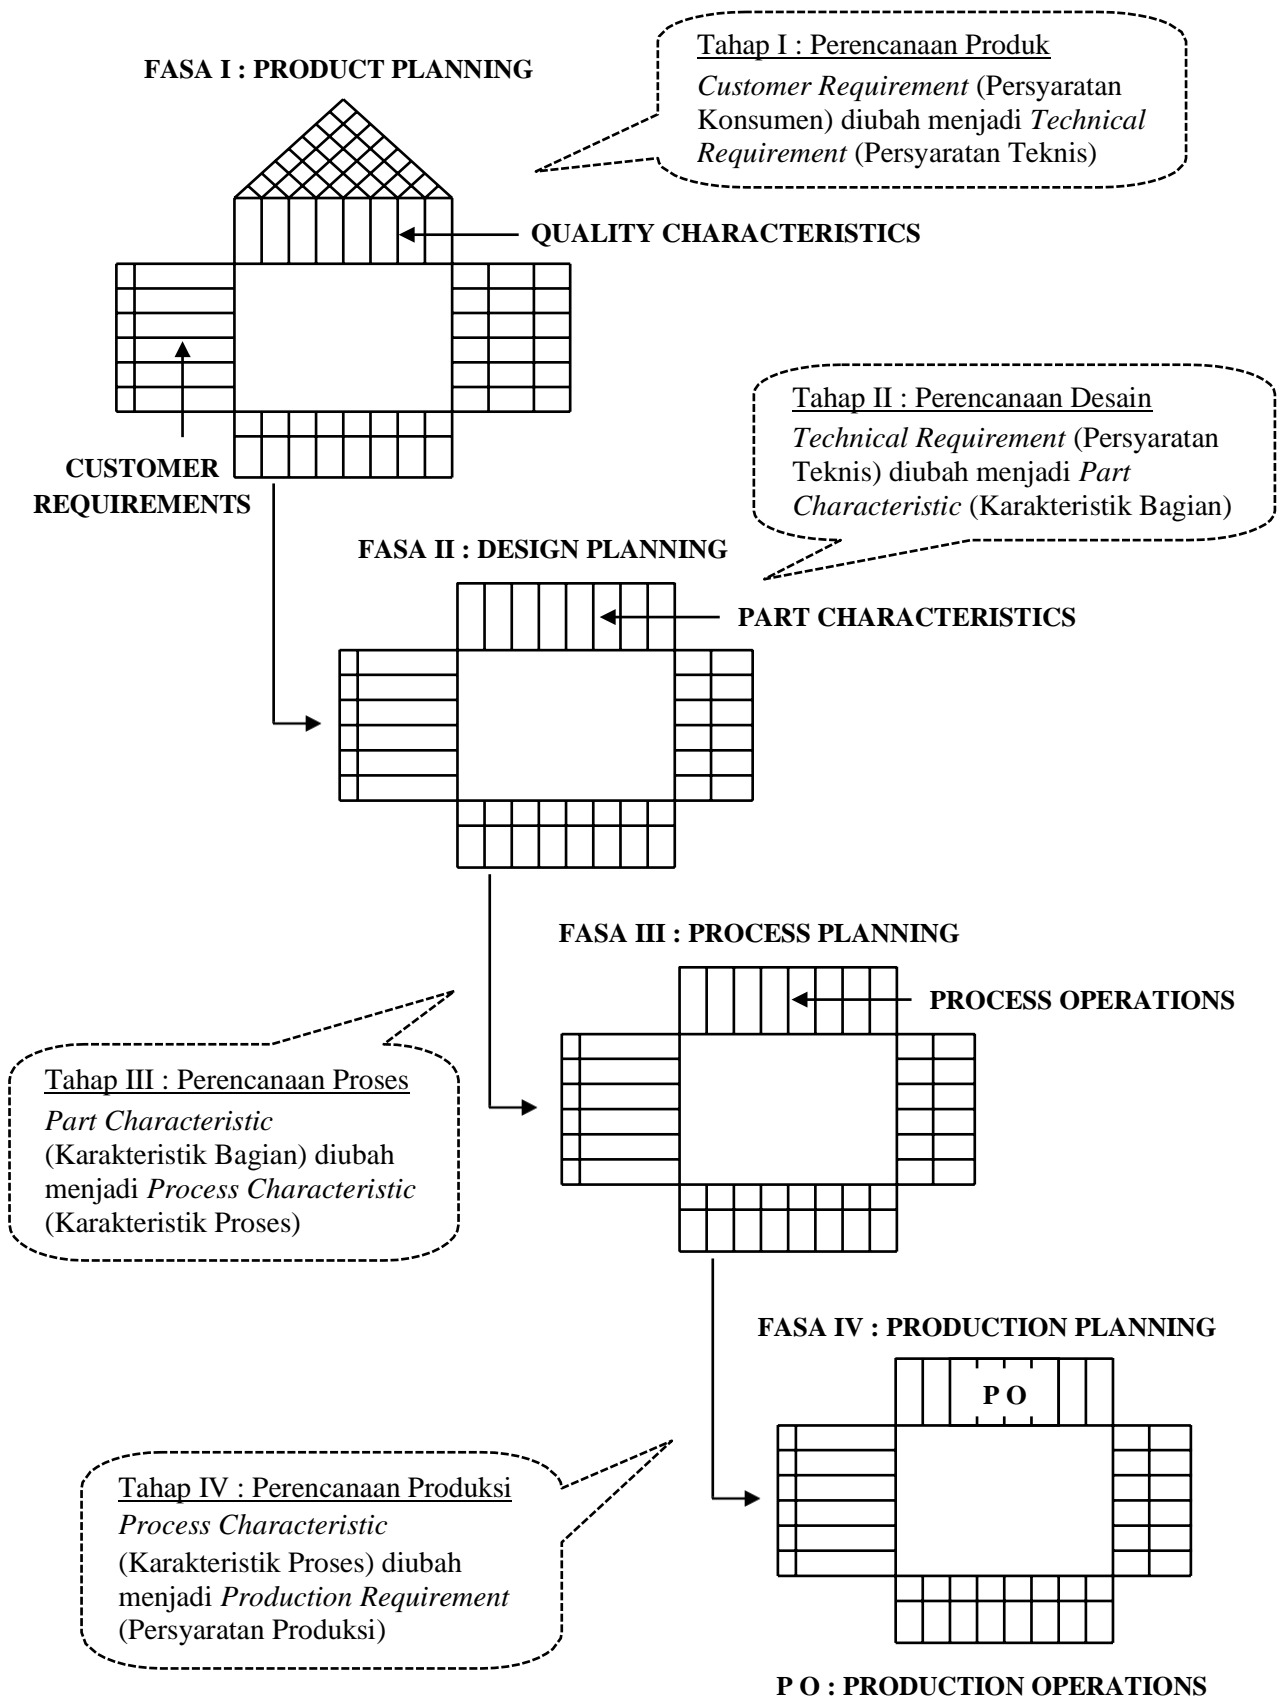 FASA I : PRODUCT PLANNING
Tahap I : Perencanaan Produk
Customer Requirement (Persyaratan
Konsumen) diubah menjadi Technical
Requirement (Persyaratan Teknis)
QUALITY CHARACTERISTICS
CUSTOMER
REQUIREMENTS
Tahap II : Perencanaan Desain
Technical Requirement (Persyaratan
Teknis) diubah menjadi Part
Characteristic (Karakteristik Bagian)
FASA II : DESIGN PLANNING
PART CHARACTERISTICS
FASA III : PROCESS PLANNING
PROCESS OPERATIONS
Tahap III : Perencanaan Proses
Part Characteristic
(Karakteristik Bagian) diubah
menjadi Process Characteristic
(Karakteristik Proses)
FASA IV : PRODUCTION PLANNING
P O
Tahap IV : Perencanaan Produksi
Process Characteristic
(Karakteristik Proses) diubah
menjadi Production Requirement
(Persyaratan Produksi)
P O : PRODUCTION OPERATIONS